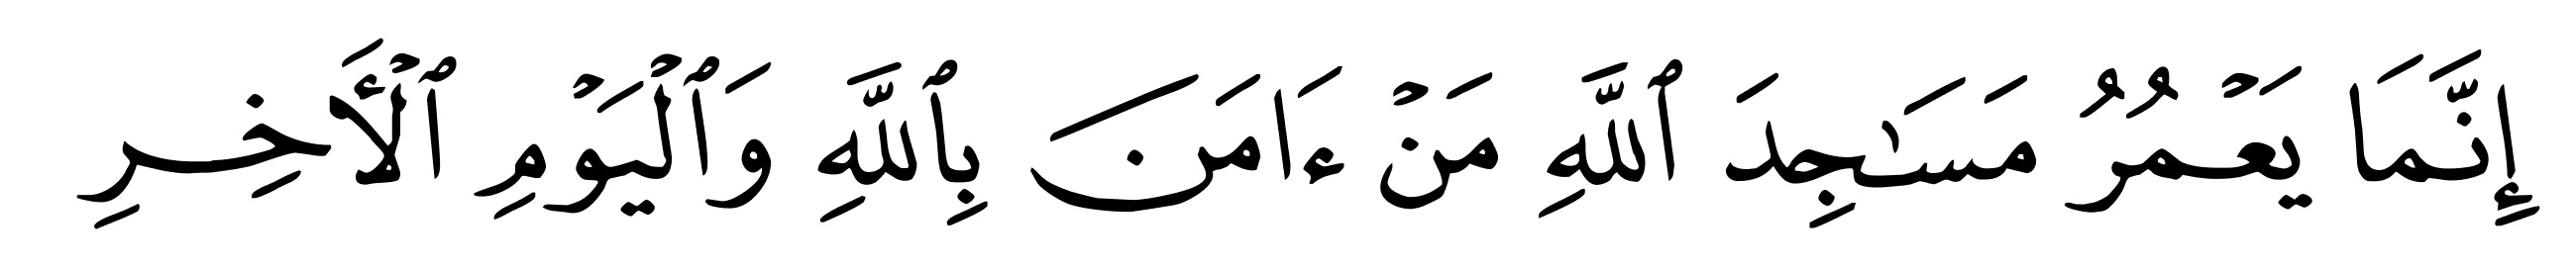 إِنَّمَا يَعۡمُرُ مَسَـٰجِدَ ٱللَّهِ مَنۡ ءَامَنَ بِٱللَّهِ وَٱلۡيَوۡمِ ٱلۡأَخِرِ